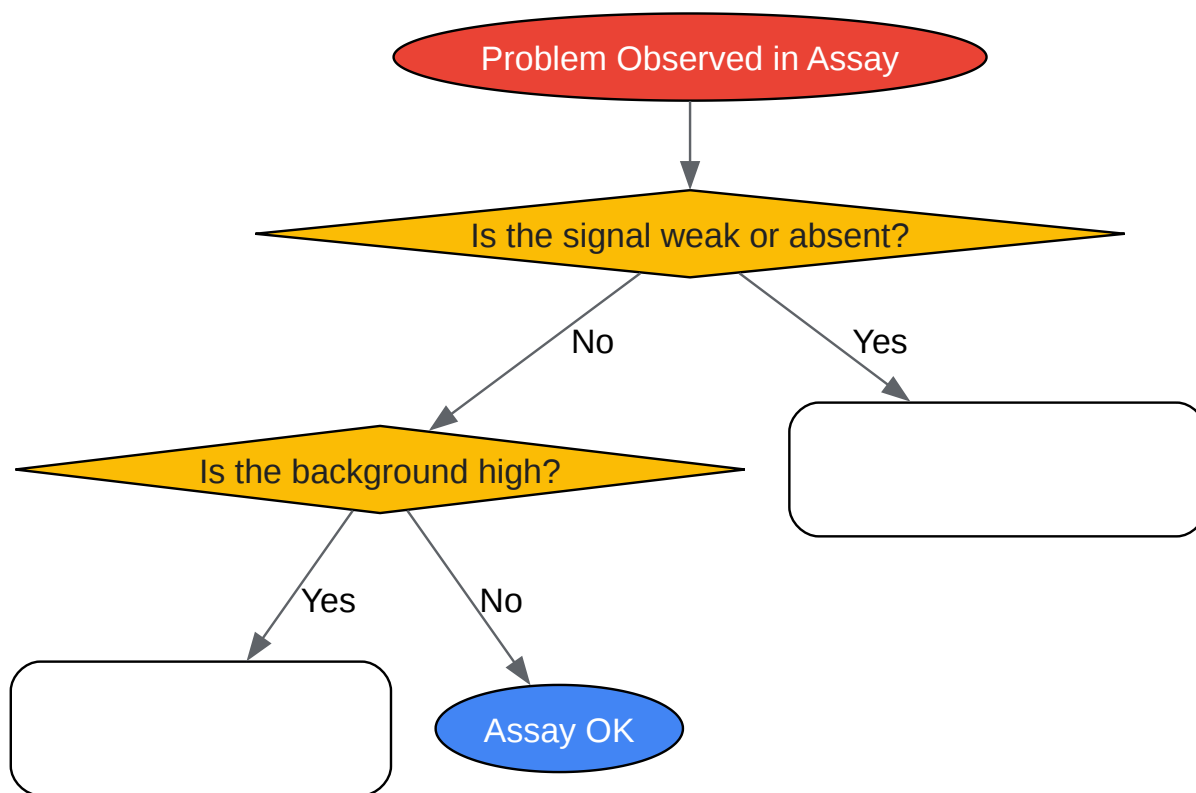 Problem Observed in Assay
Is the signal weak or absent?
No
Yes
Is the background high?
Yes
No
Assay OK